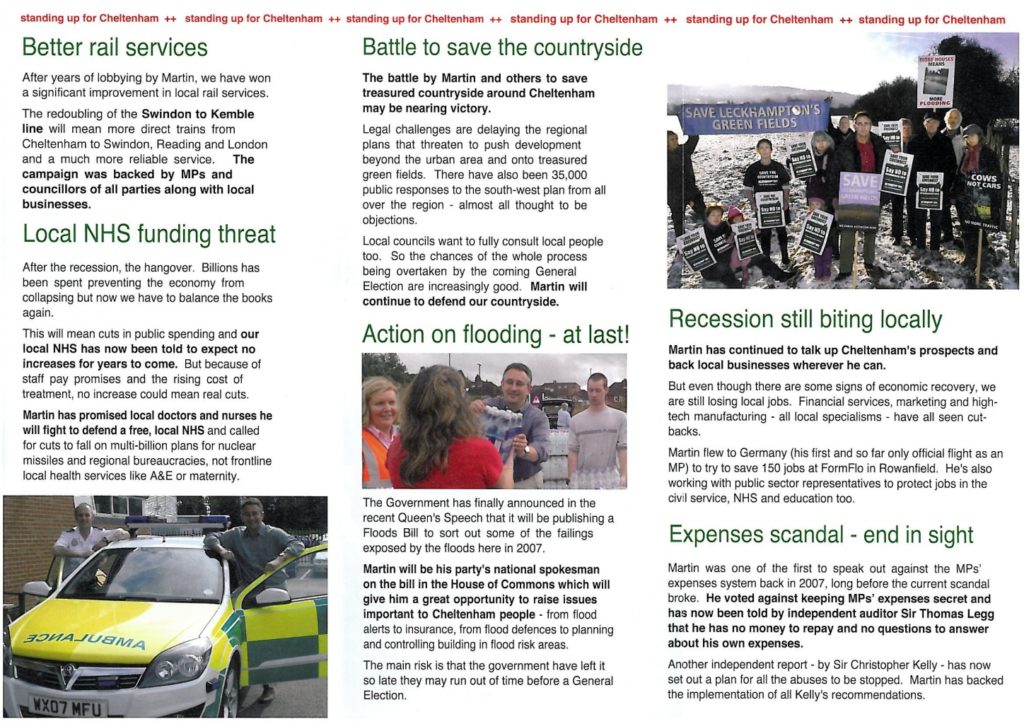 standing up for Cheltenham ++ standing up for Cheltenham ++ standing up for Cheltenham ++ standing up for Cheltenham ++ standing up for Cheltenham ++ standing up for Cheltenham
Better rail services
After years of lobbying by Martin, we have won
a significant improvement in local rail services.
The redoubling of the Swindon to Kemble
line will mean more direct trains from
Cheltenham to Swindon, Reading and London
and a much more reliable service. The
campaign was backed by MPs and
councillors of all parties along with local
businesses.
Local NHS funding threat
After the recession, the hangover. Billions has
been spent preventing the economy from
collapsing but now we have to balance the books
again.
This will mean cuts in public spending and our
local NHS has now been told to expect no
increases for years to come. But because of
staff pay promises and the rising cost of
treatment, no increase could mean real cuts.
Martin has promised local doctors and nurses he
will fight to defend a free, local NHS and called
for cuts to fall on multi-billion plans for nuclear
missiles and regional bureaucracies, not frontline
local health services like A&E or maternity.
AMBULANCE
WX07 MFU
Battle to save the countryside
The battle by Martin and others to save
treasured countryside around Cheltenham
may be nearing victory.
Legal challenges are delaying the regional
plans that threaten to push development
beyond the urban area and onto treasured
green fields. There have also been 35,000
public responses to the south-west plan from all
over the region - almost all thought to be
objections.
Local councils want to fully consult local people
too. So the chances of the whole process
being overtaken by the coming General
Election are increasingly good. Martin will
continue to defend our countryside.
Action on flooding - at last!
The Government has finally announced in the
recent Queen's Speech that it will be publishing a
Floods Bill to sort out some of the failings
exposed by the floods here in 2007.
Martin will be his party's national spokesman
on the bill in the House of Commons which will
give him a great opportunity to raise issues
important to Cheltenham people - from flood
alerts to insurance, from flood defences to planning
and controlling building in flood risk areas.
The main risk is that the government have left it
so late they may run out of time before a General
Election.
SAVE LECKHAMPTON'S
GREEN FIELDS
MORE HOUSES
MEANS
MORE
FLOODING
SAVE
LECKHAMPTON'S
GREEN FIELDS
COWS
NOT CARS
NO MORE TRAFFIC
Say NO to
Recession still biting locally
Martin has continued to talk up Cheltenham's prospects and
back local businesses wherever he can.
But even though there are some signs of economic recovery, we
are still losing local jobs. Financial services, marketing and high-
tech manufacturing - all local specialisms - have all seen cut-
backs.
Martin flew to Germany (his first and so far only official flight as an
MP) to try to save 150 jobs at FormFlo in Rowanfield. He's also
working with public sector representatives to protect jobs in the
civil service, NHS and education too.
Expenses scandal - end in sight
Martin was one of the first to speak out against the MPs'
expenses system back in 2007, long before the current scandal
broke. He voted against keeping MPs' expenses secret and
has now been told by independent auditor Sir Thomas Legg
that he has no money to repay and no questions to answer
about his own expenses.
Another independent report - by Sir Christopher Kelly - has now
set out a plan for all the abuses to be stopped. Martin has backed
the implementation of all Kelly's recommendations.